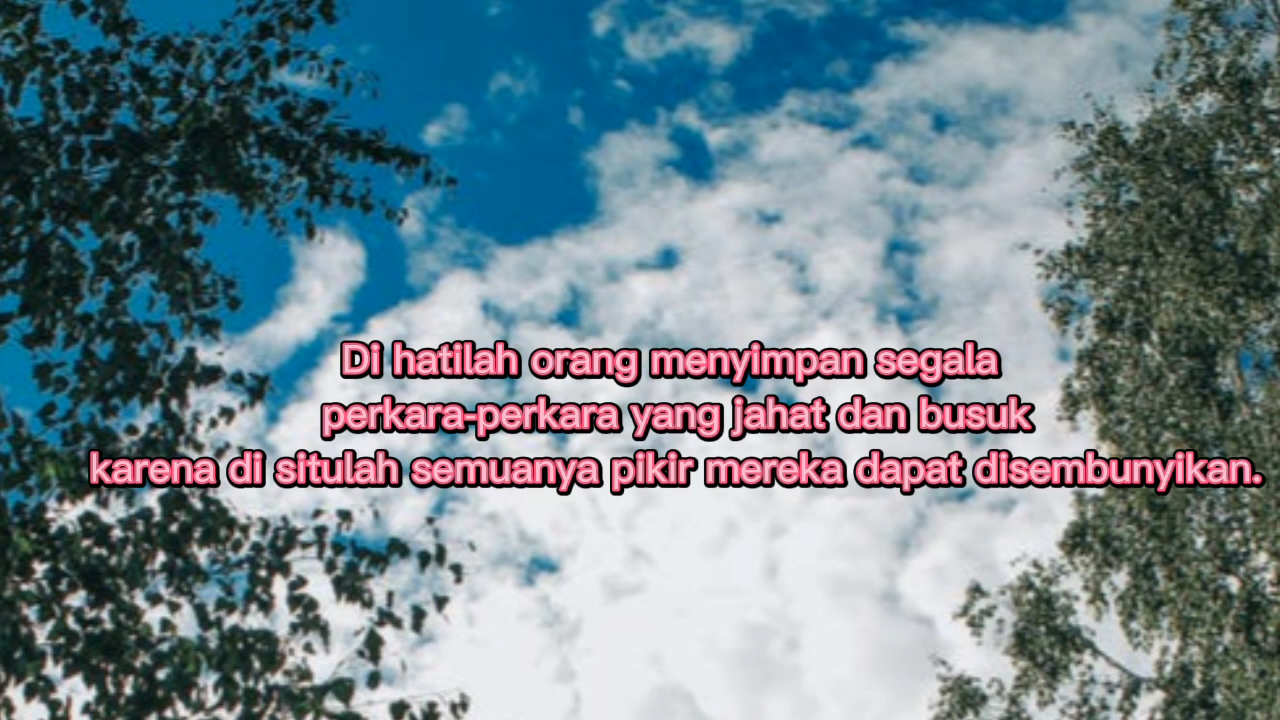 Di hatilah orang menyimpan segala
perkara-perkara yang jahat dan busuk
karena di situlah semuanya pikir mereka dapat disembunyikan.